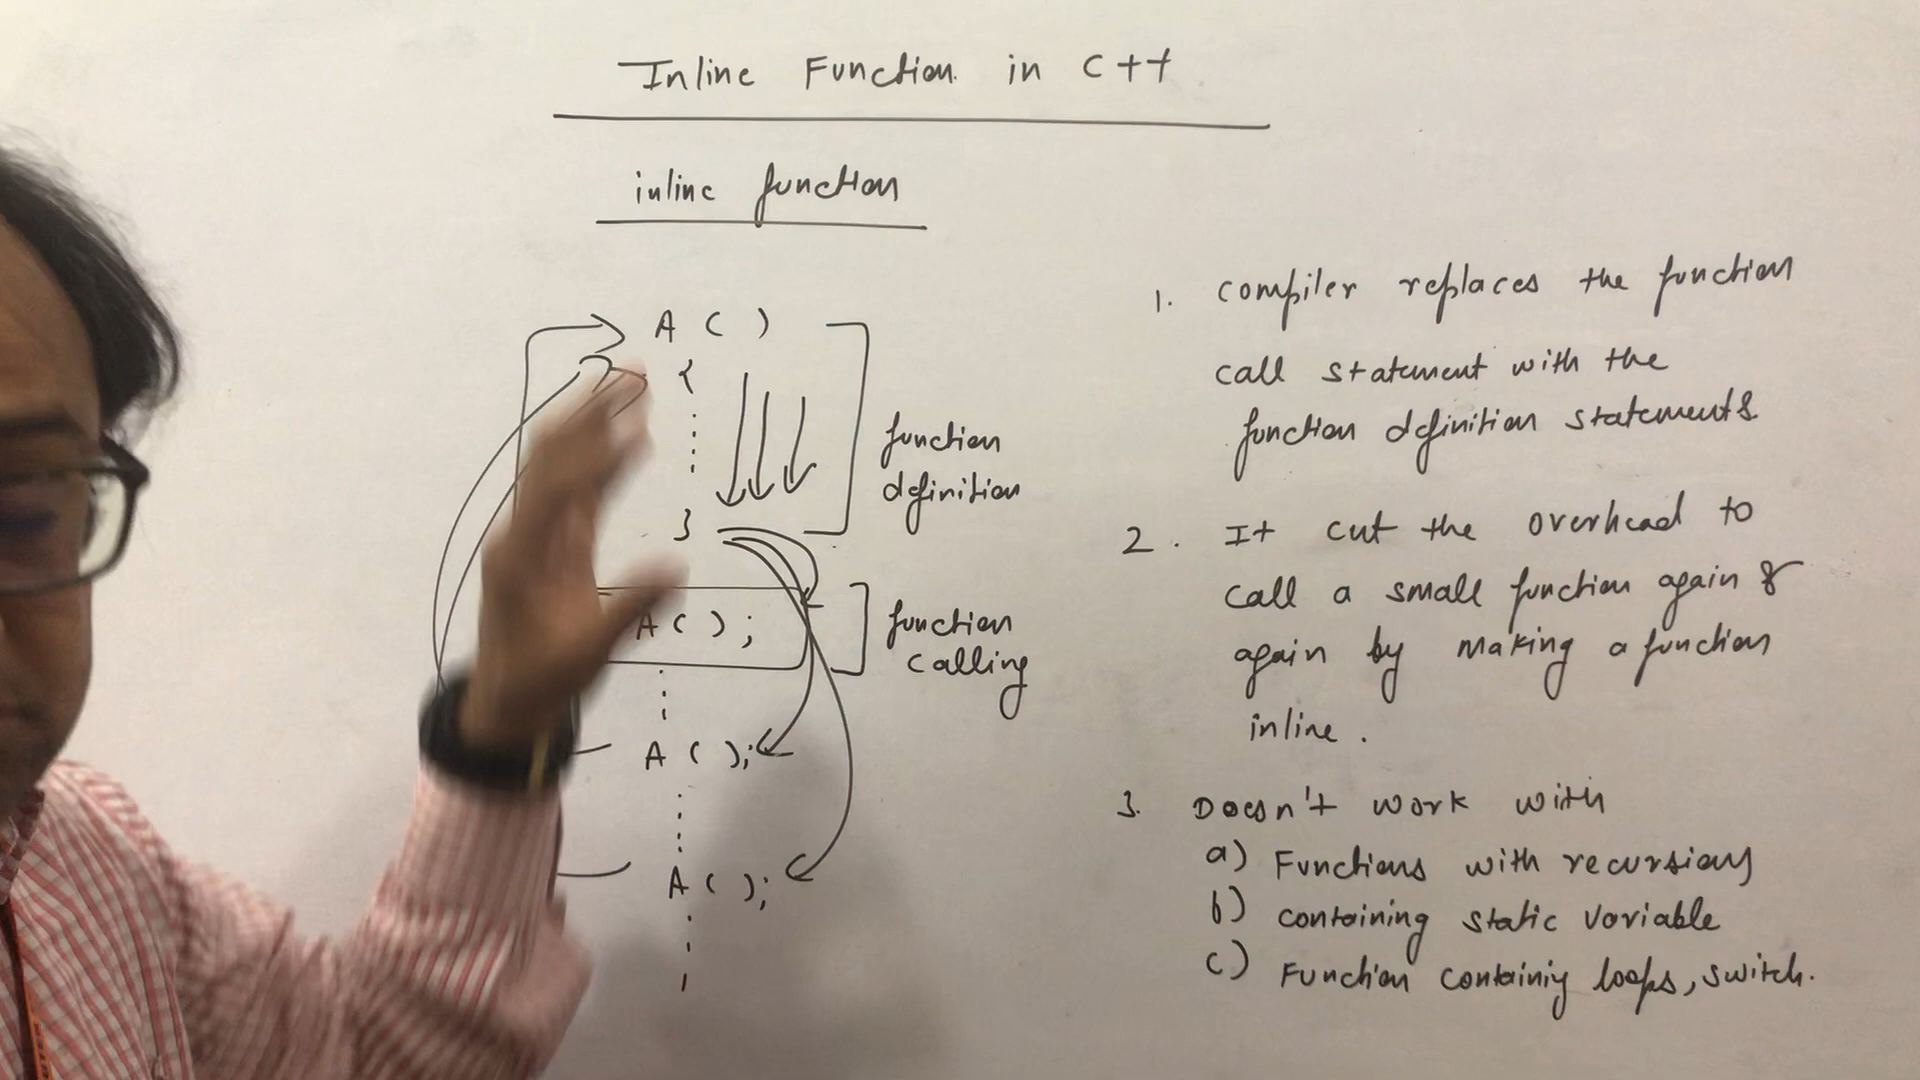 Inline Function in C++
inline function
A ( )
{
}
function
definition
A ( ) ;
function
calling
A ( );
A ( );
1. compiler replaces the function
call statement with the
function definition statements
2. It cut the overhead to
call a small function again &
again by making a function
inline.
3. Doesn't work with
a) Functions with recursions
b) containing static variable
c) Function containing loops, switch.